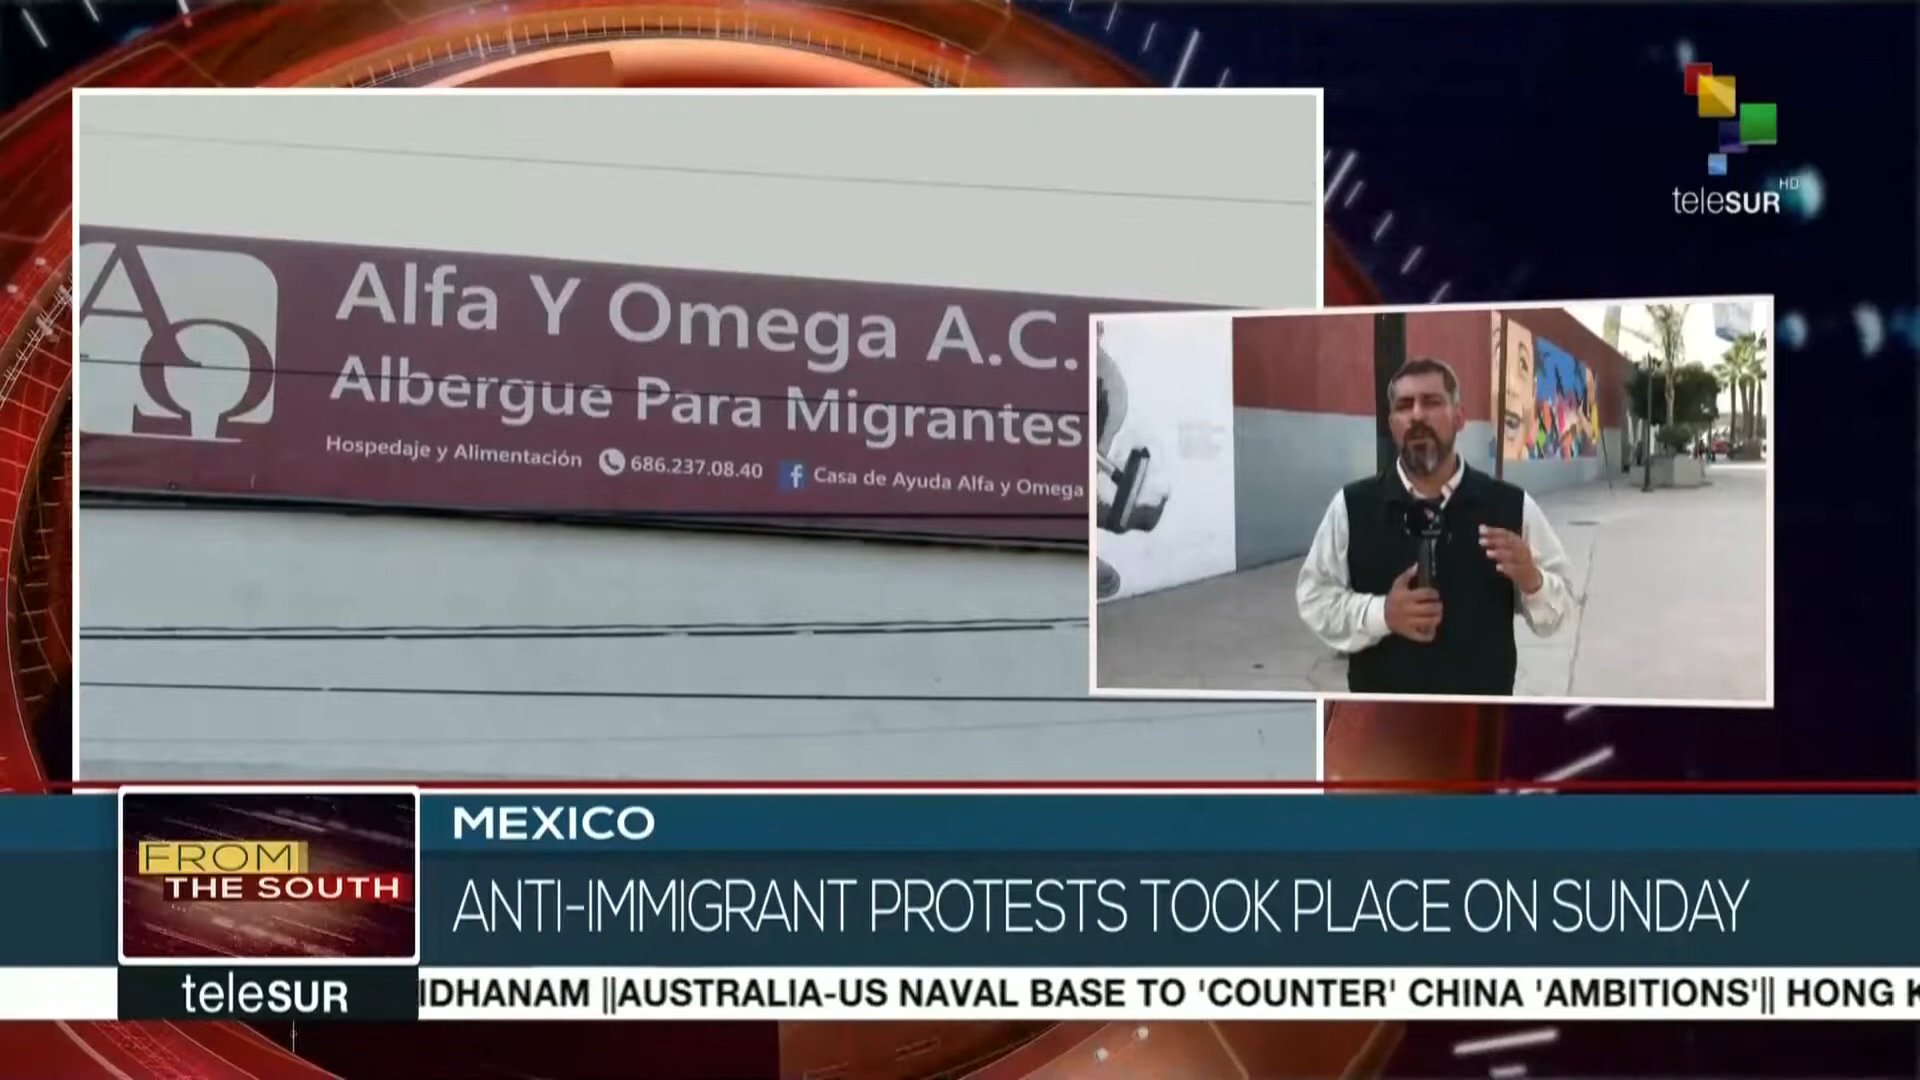 HD
teleSUR
AΩ
Alfa Y Omega A.C.
Albergue Para Migrantes
Hospedaje y Alimentación 686.237.08.40 f Casa de Ayuda Alfa y Omega
MEXICO
FROM
THE SOUTH
ANTI-IMMIGRANT PROTESTS TOOK PLACE ON SUNDAY
teleSUR
IDHANAM ||AUSTRALIA-US NAVAL BASE TO 'COUNTER' CHINA 'AMBITIONS'|| HONG K